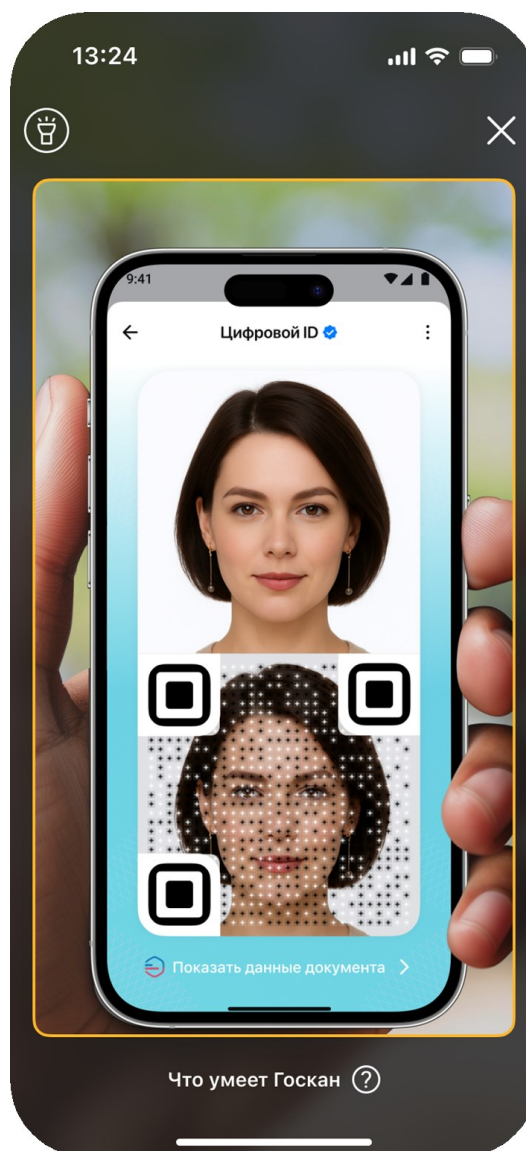 13:24
9:41
Цифровой ID
Показать данные документа
Что умеет Госкан